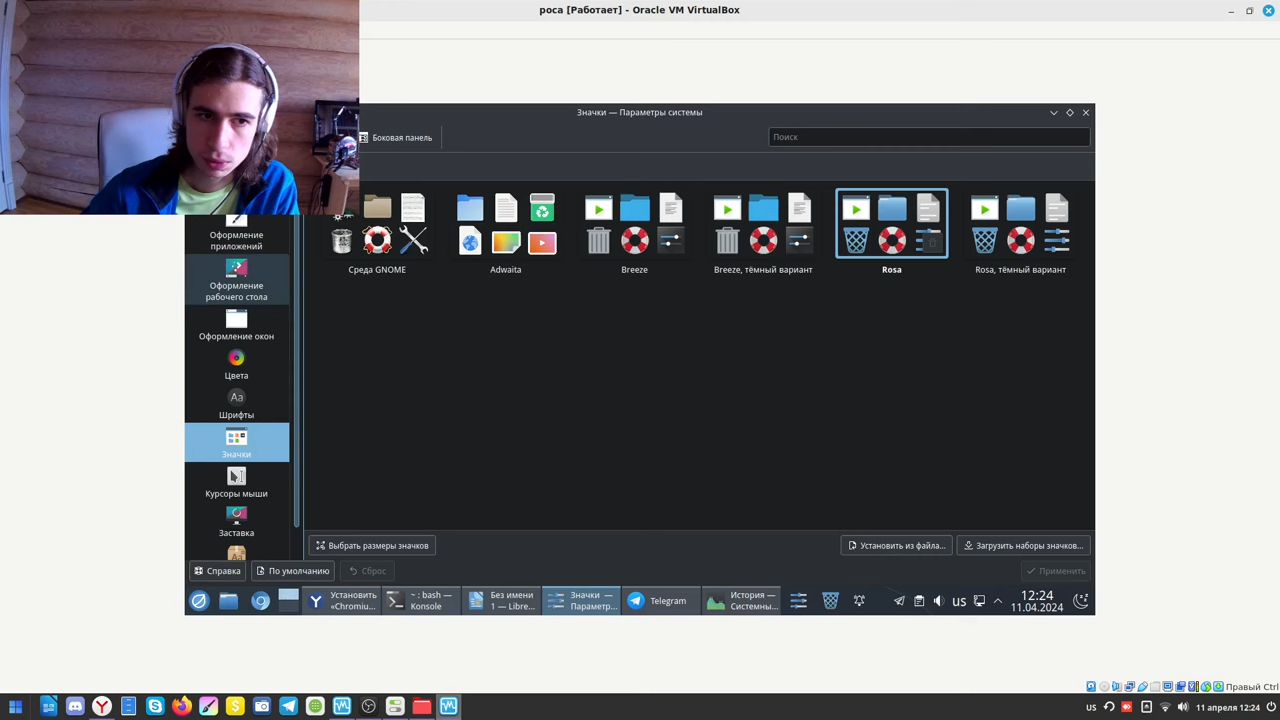 роса [Работает] - Oracle VM VirtualBox
Значки — Параметры системы
Боковая панель
Поиск
Оформление
приложений
Оформление
рабочего стола
Оформление окон
Цвета
Aa
Шрифты
Значки
Курсоры мыши
Заставка
Среда GNOME
Adwaita
Breeze
Breeze, тёмный вариант
Rosa
Rosa, тёмный вариант
Выбрать размеры значков
Установить из файла...
Загрузить наборы значков...
Справка
По умолчанию
Сброс
Применить
Установить
«Chromiu...
~ : bash —
Konsole
Без имени
1 — Libre...
Значки —
Параметр...
Telegram
История —
Системны...
us
12:24
11.04.2024
Правый Ctrl
US
11 апреля 12:24